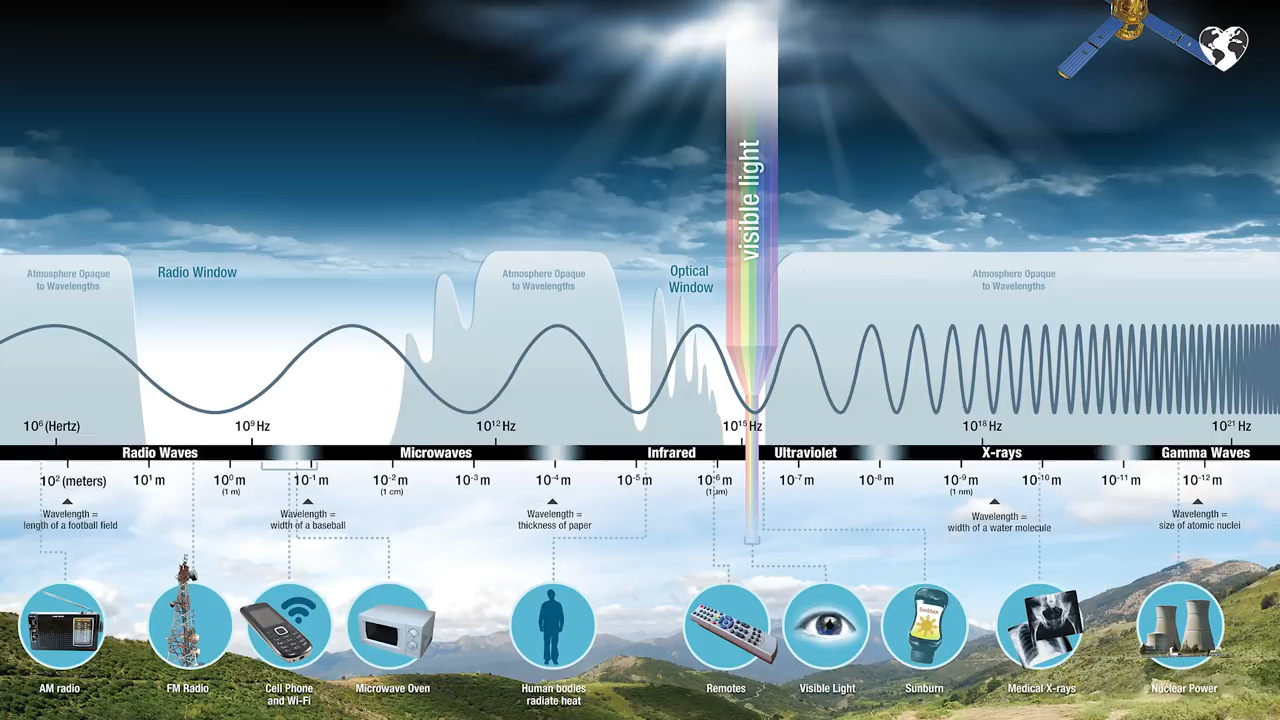 visible light
Atmosphere Opaque
to Wavelengths
Radio Window
Atmosphere Opaque
to Wavelengths
Optical
Window
Atmosphere Opaque
to Wavelengths
10⁶ (Hertz)
10⁹ Hz
10¹² Hz
10¹⁵ Hz
10¹⁸ Hz
10²¹ Hz
Radio Waves
Microwaves
Infrared
Ultraviolet
X-rays
Gamma Waves
10² (meters)
10¹ m
10⁰ m
(1 m)
10⁻¹ m
10⁻² m
(1 cm)
10⁻³ m
10⁻⁴ m
10⁻⁵ m
10⁻⁶ m
(1μm)
10⁻⁷ m
10⁻⁸ m
10⁻⁹ m
(1 nm)
10⁻¹⁰ m
10⁻¹¹ m
10⁻¹² m
Wavelength =
length of a football field
Wavelength =
width of a baseball
Wavelength =
thickness of paper
Wavelength =
width of a water molecule
Wavelength =
size of atomic nuclei
Sunblock
AM radio
FM Radio
Cell Phone
and Wi-Fi
Microwave Oven
Human bodies
radiate heat
Remotes
Visible Light
Sunburn
Medical X-rays
Nuclear Power